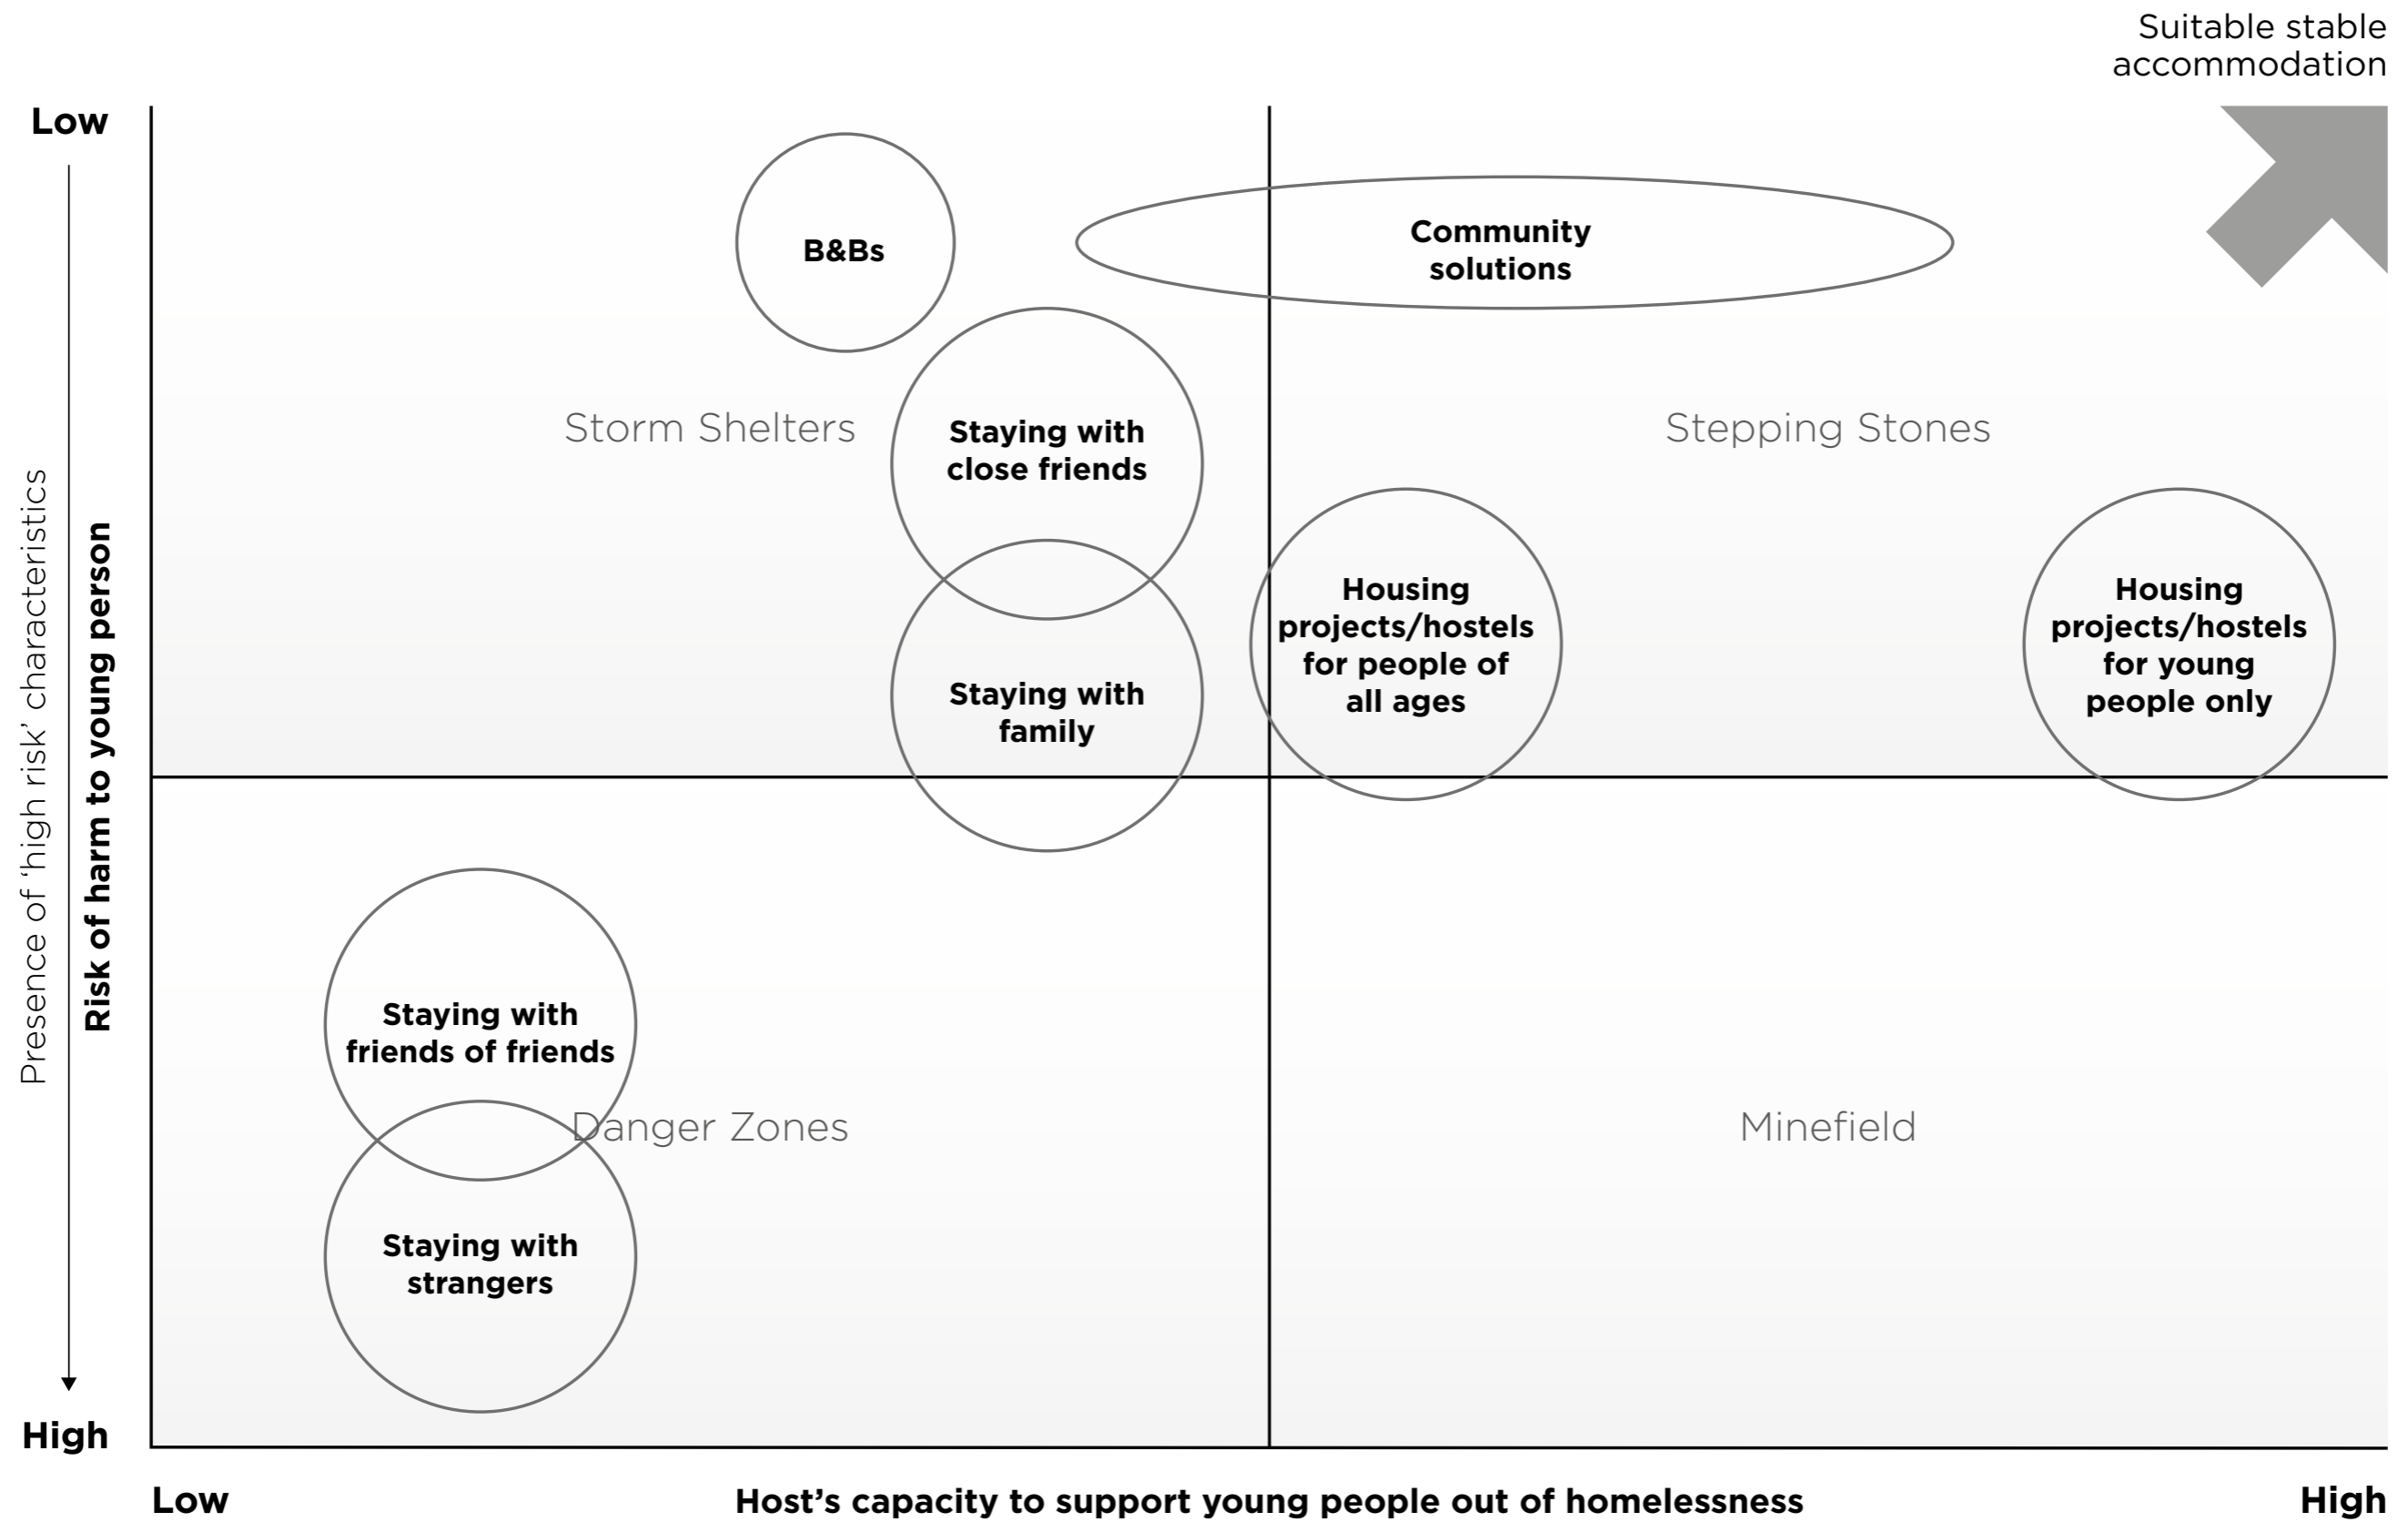 Suitable stable
accommodation
Low
B&Bs
Community
solutions
Storm Shelters
Stepping Stones
Staying with
close friends
Housing
projects/hostels
for people of
all ages
Housing
projects/hostels
for young
people only
Staying with
family
Presence of ‘high risk’ characteristics
Risk of harm to young person
Staying with
friends of friends
Danger Zones
Minefield
Staying with
strangers
High
Low
Host’s capacity to support young people out of homelessness
High